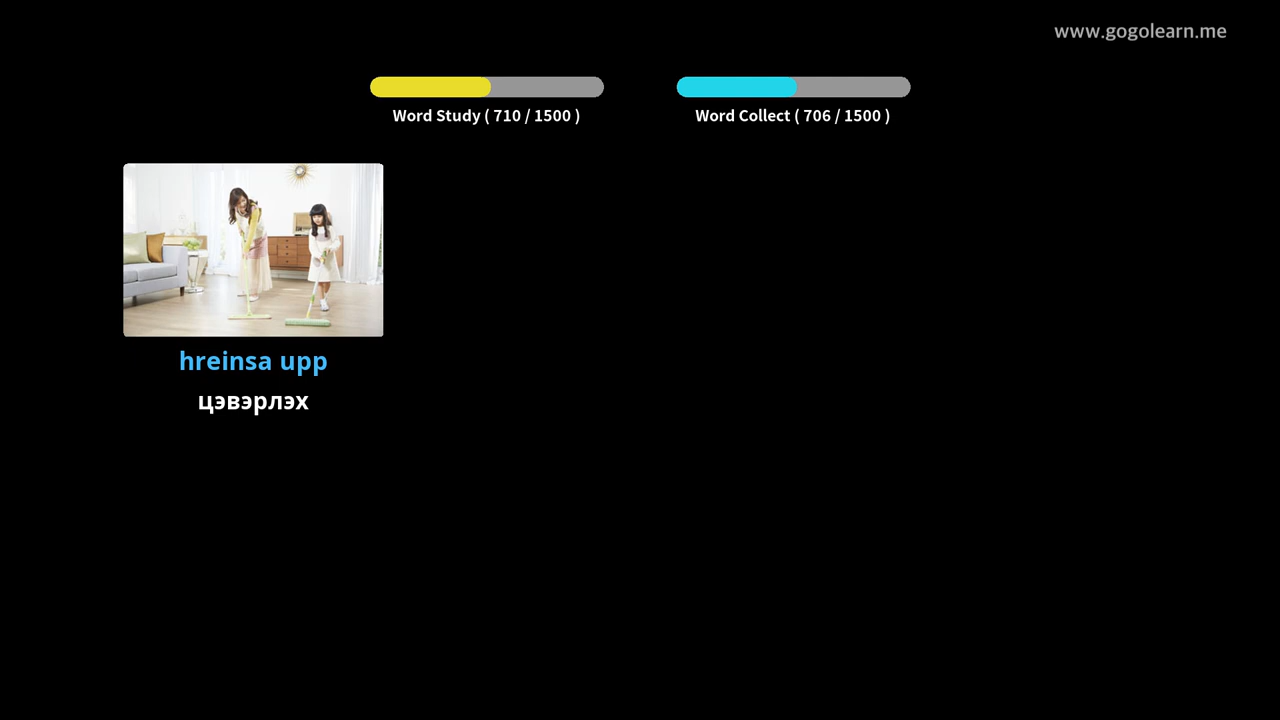 www.gogolearn.me
Word Study ( 710 / 1500 )
Word Collect ( 706 / 1500 )
hreinsa upp
цэвэрлэх